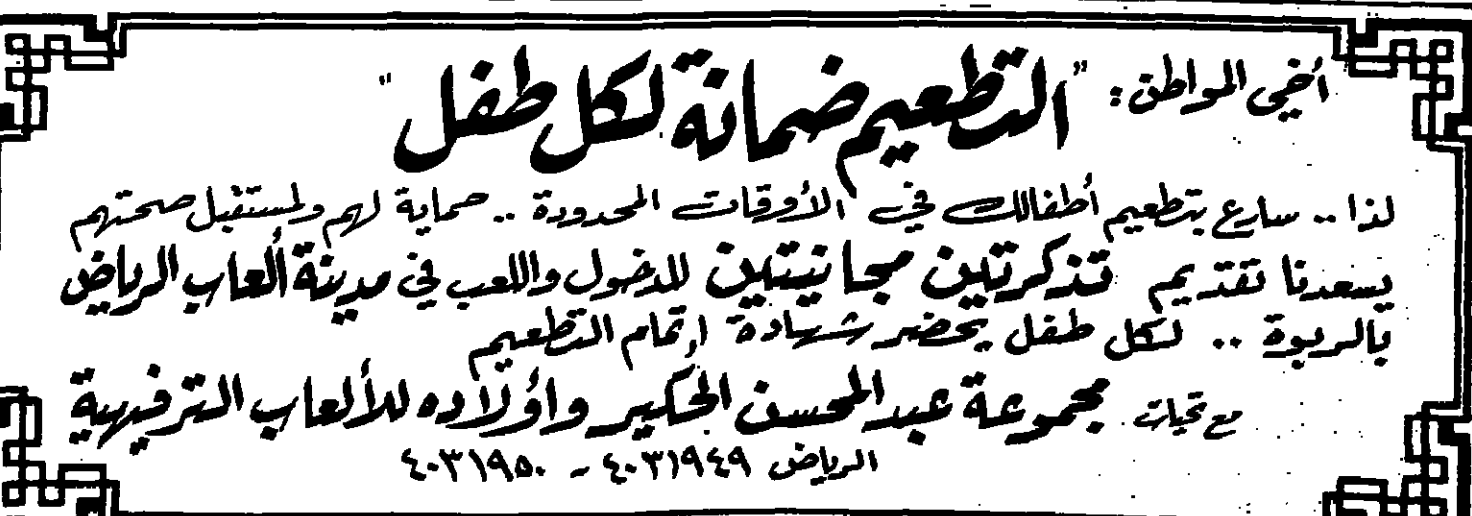 أخي المواطن: "التطعيم ضمانة لكل طفل"
لذا .. سارع بتطعيم أطفالك في الأوقات المحدودة .. حماية لهم ولمستقبل صحتهم
يسعدنا تقديم تذكرتين مجانيتين للدخول واللعب في مدينة ألعاب الرياض
بالربوة .. لكل طفل يحضر شهادة إتمام التطعيم
مع تحيات مجموعة عبد المحسن الحكير وأولاده للألعاب الترفيهية
الرياض ٤٠٣١٩٤٩ - ٤٠٣١٩٥٠